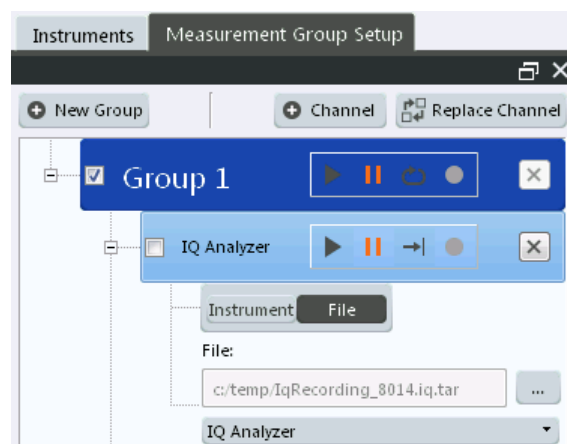 Instruments Measurement Group Setup
New Group Channel Replace Channel
Group 1
IQ Analyzer
Instrument File
File:
c:/temp/IqRecording_8014.iq.tar ...
IQ Analyzer